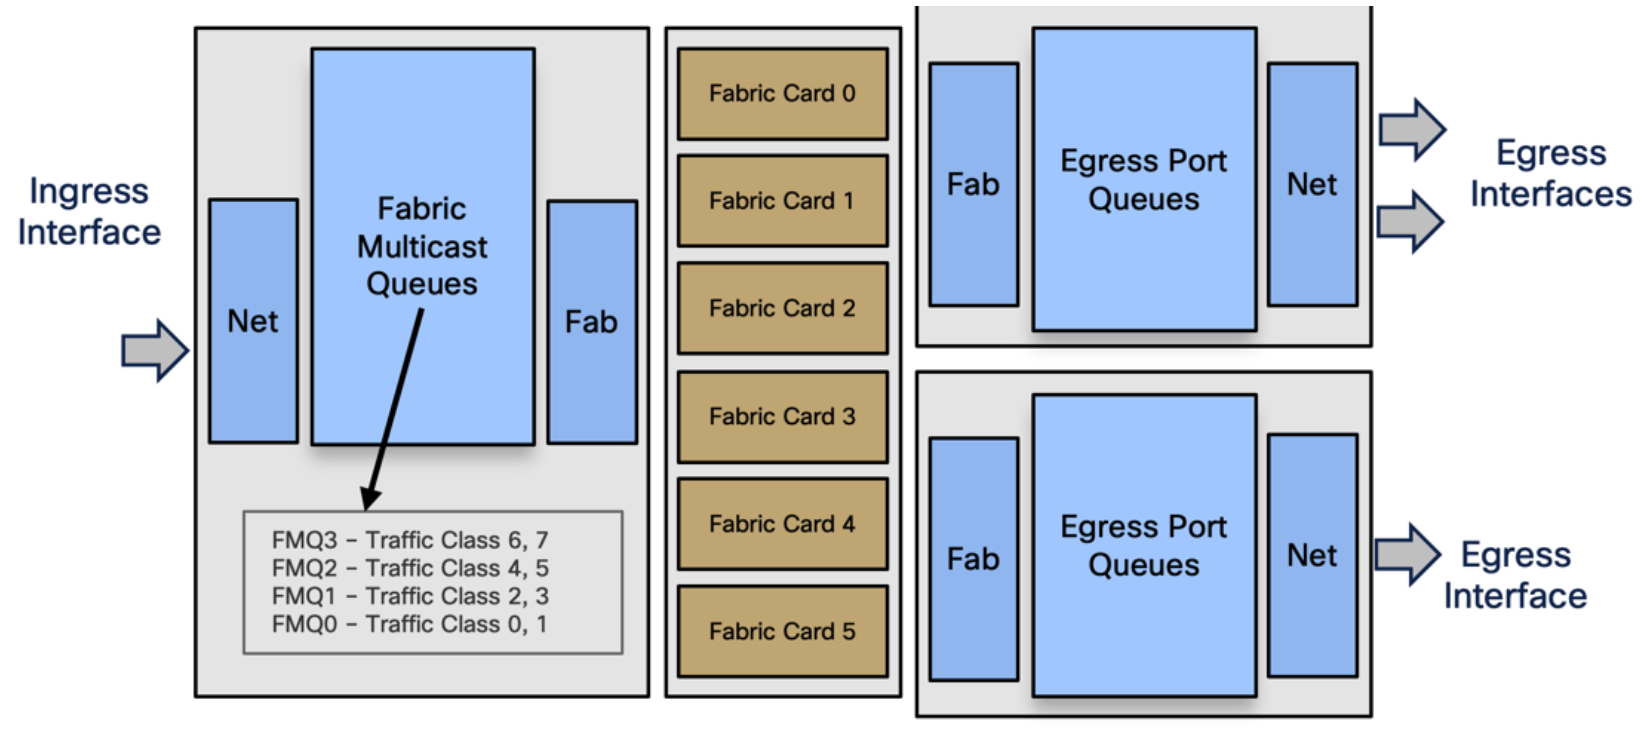 Ingress
Interface
Net
Fabric
Multicast
Queues
Fab
FMQ3 – Traffic Class 6, 7
FMQ2 – Traffic Class 4, 5
FMQ1 – Traffic Class 2, 3
FMQ0 – Traffic Class 0, 1
Fabric Card 0
Fabric Card 1
Fabric Card 2
Fabric Card 3
Fabric Card 4
Fabric Card 5
Fab
Egress Port
Queues
Net
Egress
Interfaces
Fab
Egress Port
Queues
Net
Egress
Interface